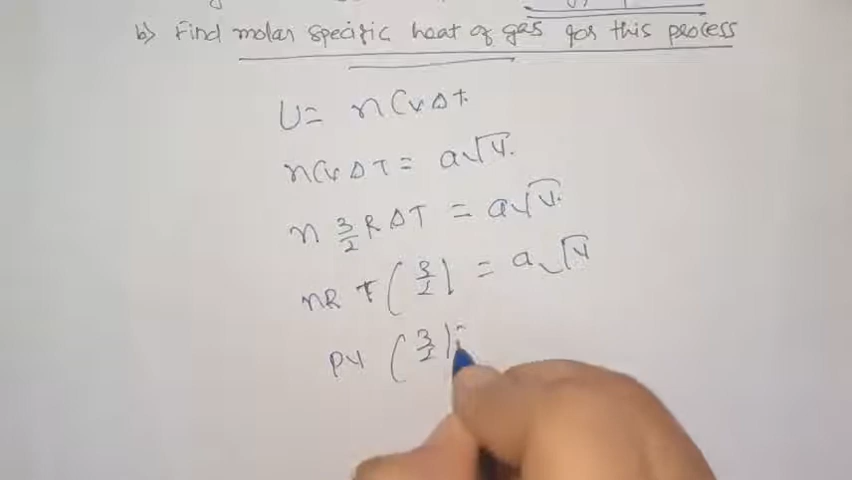 b) Find molar specific heat of gas for this process
U = nCvΔt.
nCvΔT = a√V.
n 3/2 RΔT = a√V.
nRT (3/2) = a√V
PV (3/2)